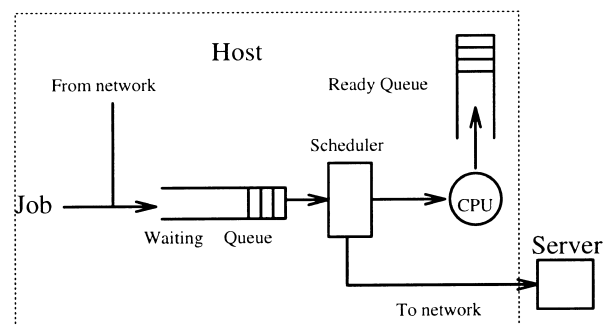 Host
From network
Ready Queue
Scheduler
Job
CPU
Waiting Queue
Server
To network